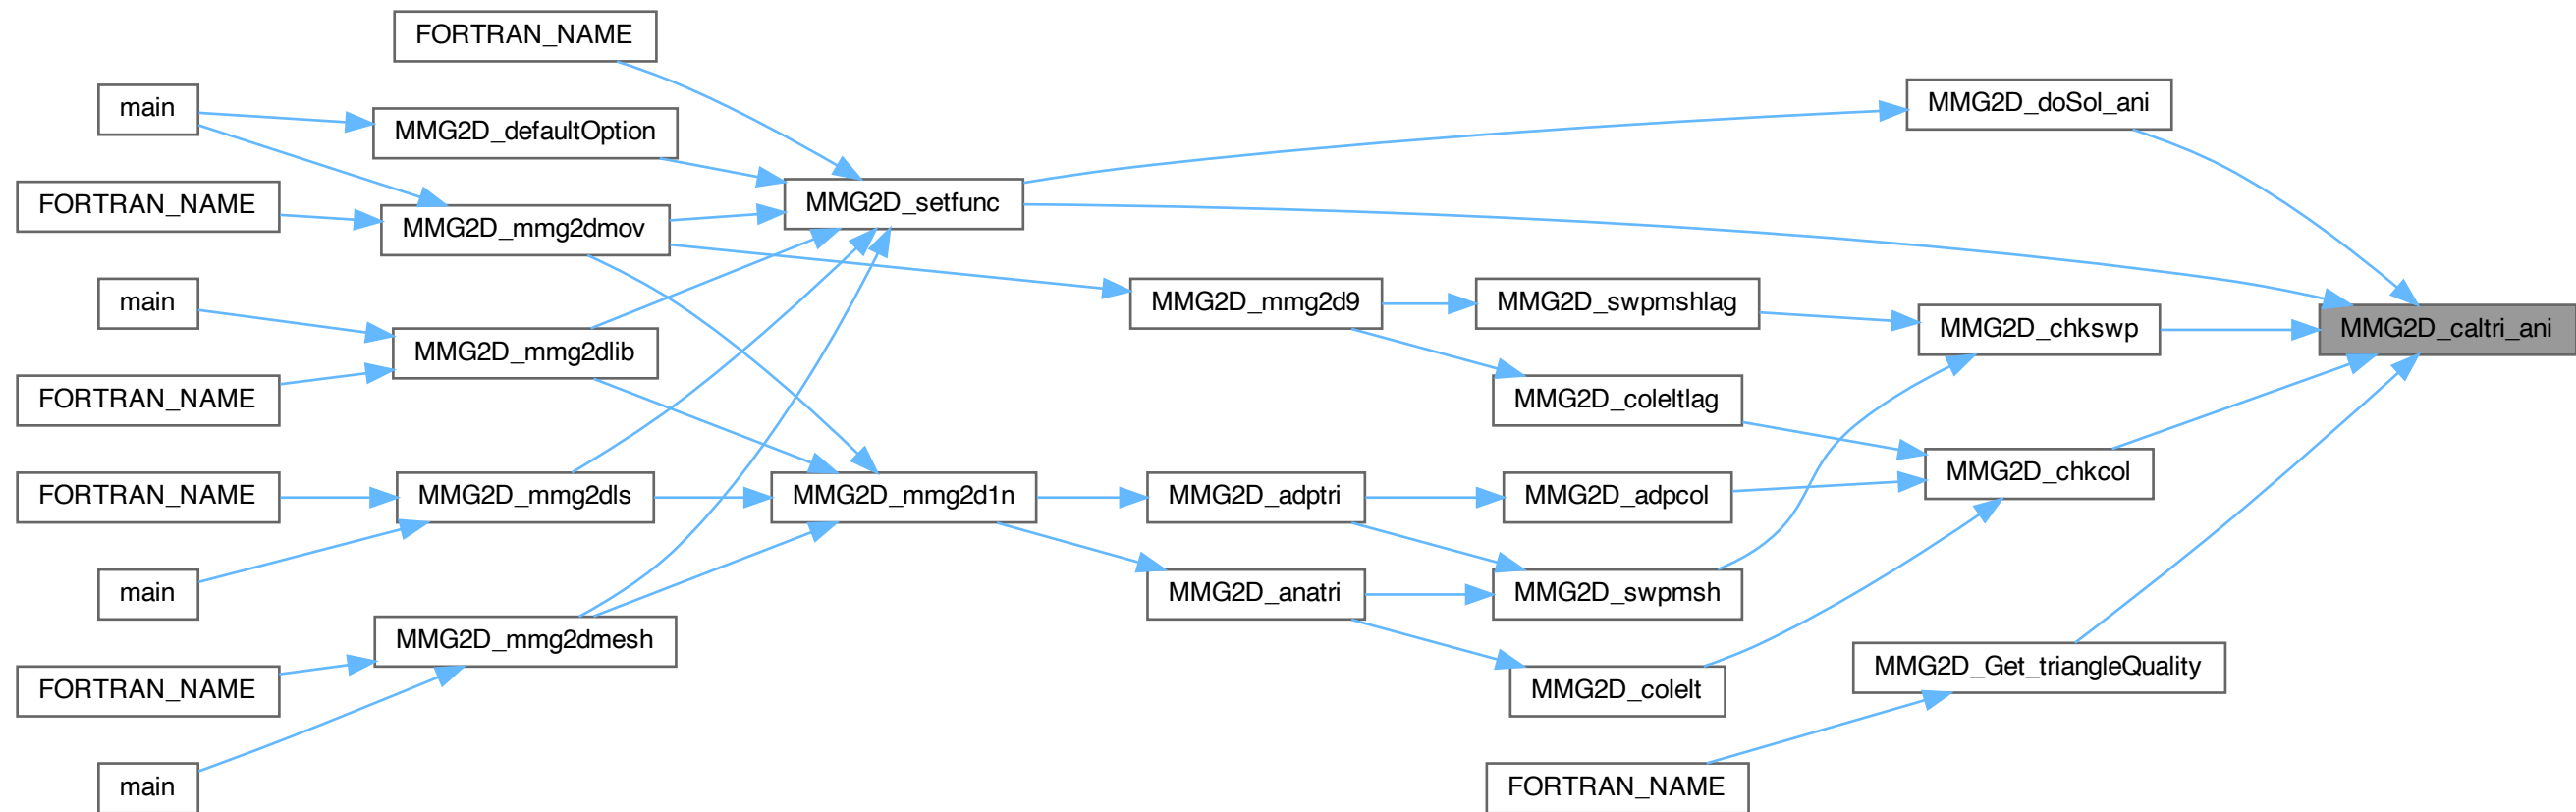 FORTRAN_NAME
main
MMG2D_defaultOption
MMG2D_doSol_ani
FORTRAN_NAME
MMG2D_mmg2dmov
MMG2D_setfunc
main
MMG2D_mmg2dlib
MMG2D_mmg2d9
MMG2D_swpmshlag
MMG2D_chkswp
MMG2D_caltri_ani
FORTRAN_NAME
MMG2D_coleltlag
FORTRAN_NAME
MMG2D_mmg2dls
MMG2D_mmg2d1n
MMG2D_adptri
MMG2D_adpcol
MMG2D_chkcol
main
MMG2D_anatri
MMG2D_swpmsh
MMG2D_mmg2dmesh
FORTRAN_NAME
MMG2D_colelt
MMG2D_Get_triangleQuality
main
FORTRAN_NAME